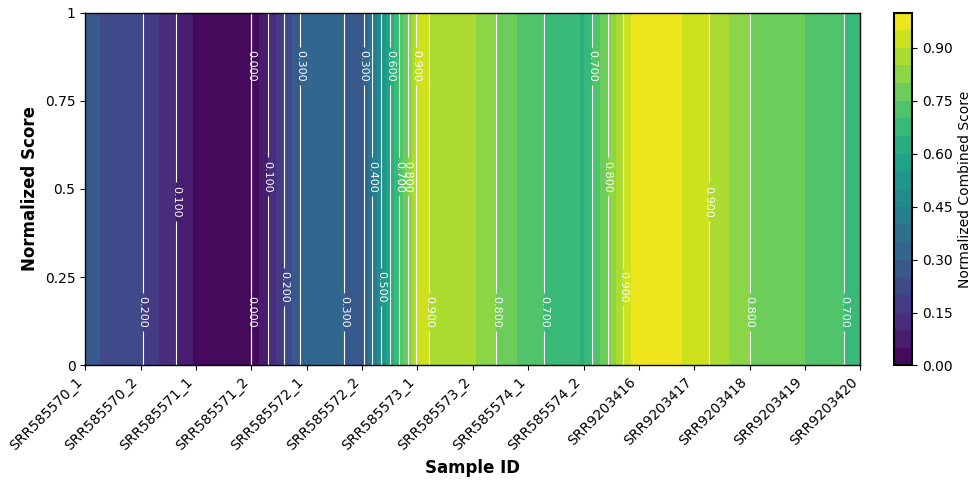 1
0.75
0.5
0.25
0
Normalized Score
0.000
0.300
0.300
0.600
0.900
0.700
0.100
0.100
0.400
0.700
0.800
0.800
0.900
0.200
0.500
0.900
0.200
0.000
0.300
0.900
0.800
0.700
0.800
0.700
SRR585570_1
SRR585570_2
SRR585571_1
SRR585571_2
SRR585572_1
SRR585572_2
SRR585573_1
SRR585573_2
SRR585574_1
SRR585574_2
SRR9203416
SRR9203417
SRR9203418
SRR9203419
SRR9203420
Sample ID
0.90
0.75
0.60
0.45
0.30
0.15
0.00
Normalized Combined Score